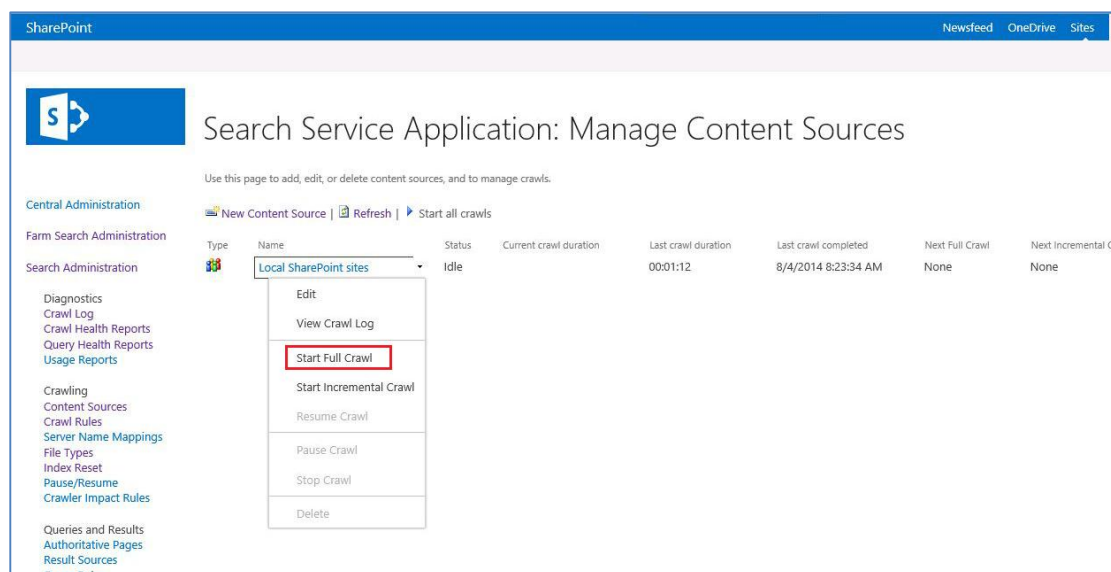 SharePoint
Newsfeed OneDrive Sites
S
Search Service Application: Manage Content Sources
Use this page to add, edit, or delete content sources, and to manage crawls.
Central Administration
Farm Search Administration
Search Administration
Diagnostics
Crawl Log
Crawl Health Reports
Query Health Reports
Usage Reports
Crawling
Content Sources
Crawl Rules
Server Name Mappings
File Types
Index Reset
Pause/Resume
Crawler Impact Rules
Queries and Results
Authoritative Pages
Result Sources
New Content Source | Refresh | Start all crawls
Type Name Status Current crawl duration Last crawl duration Last crawl completed Next Full Crawl Next Incremental
Local SharePoint sites Idle 00:01:12 8/4/2014 8:23:34 AM None None
Edit
View Crawl Log
Start Full Crawl
Start Incremental Crawl
Resume Crawl
Pause Crawl
Stop Crawl
Delete